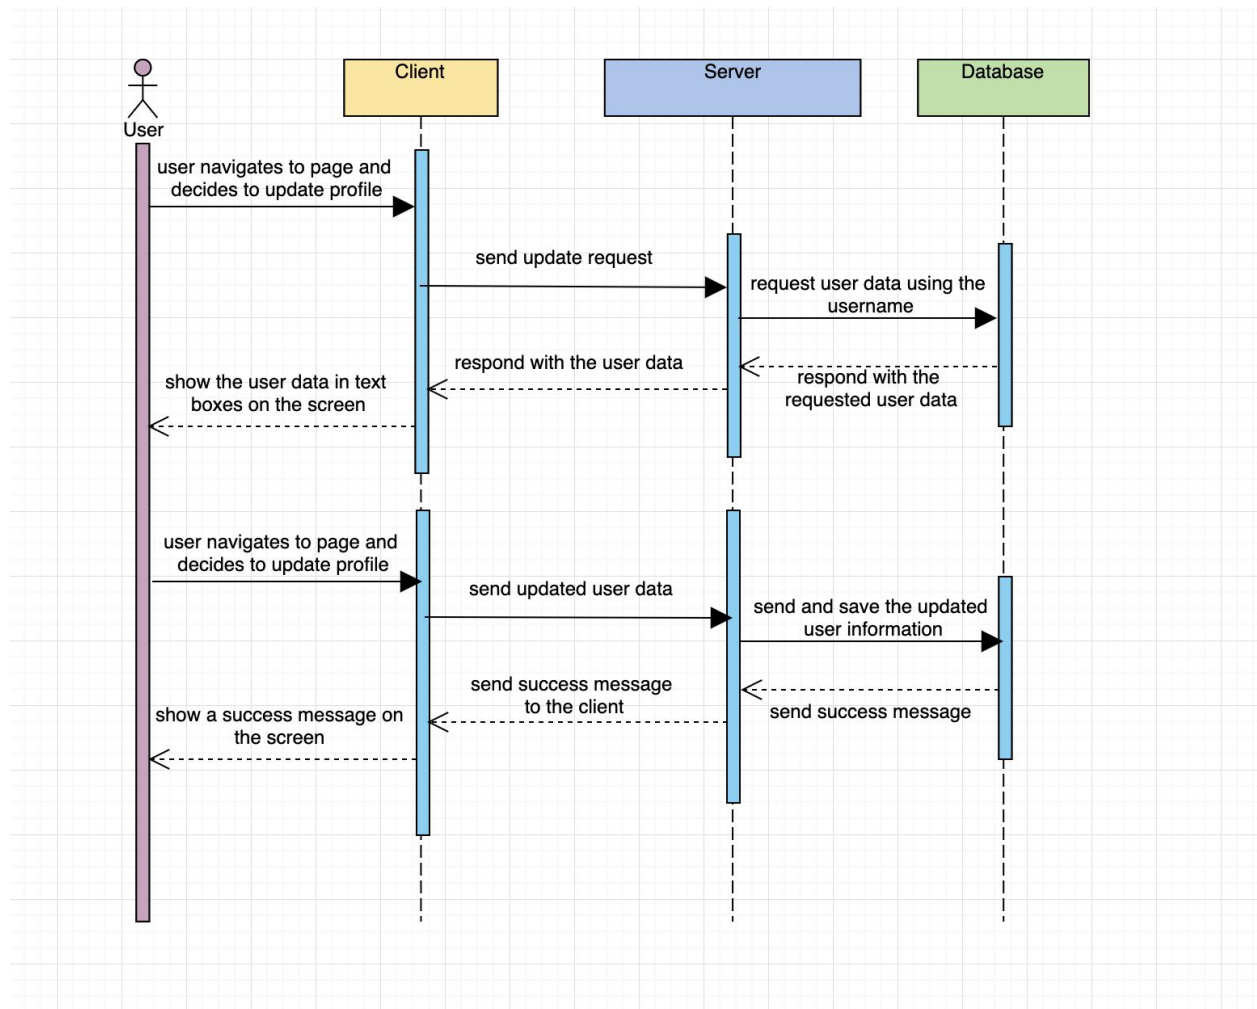 Client
Server
Database
User
user navigates to page and
decides to update profile
send update request
request user data using the
username
respond with the user data
respond with the
requested user data
show the user data in text
boxes on the screen
user navigates to page and
decides to update profile
send updated user data
send and save the updated
user information
send success message
to the client
send success message
show a success message on
the screen